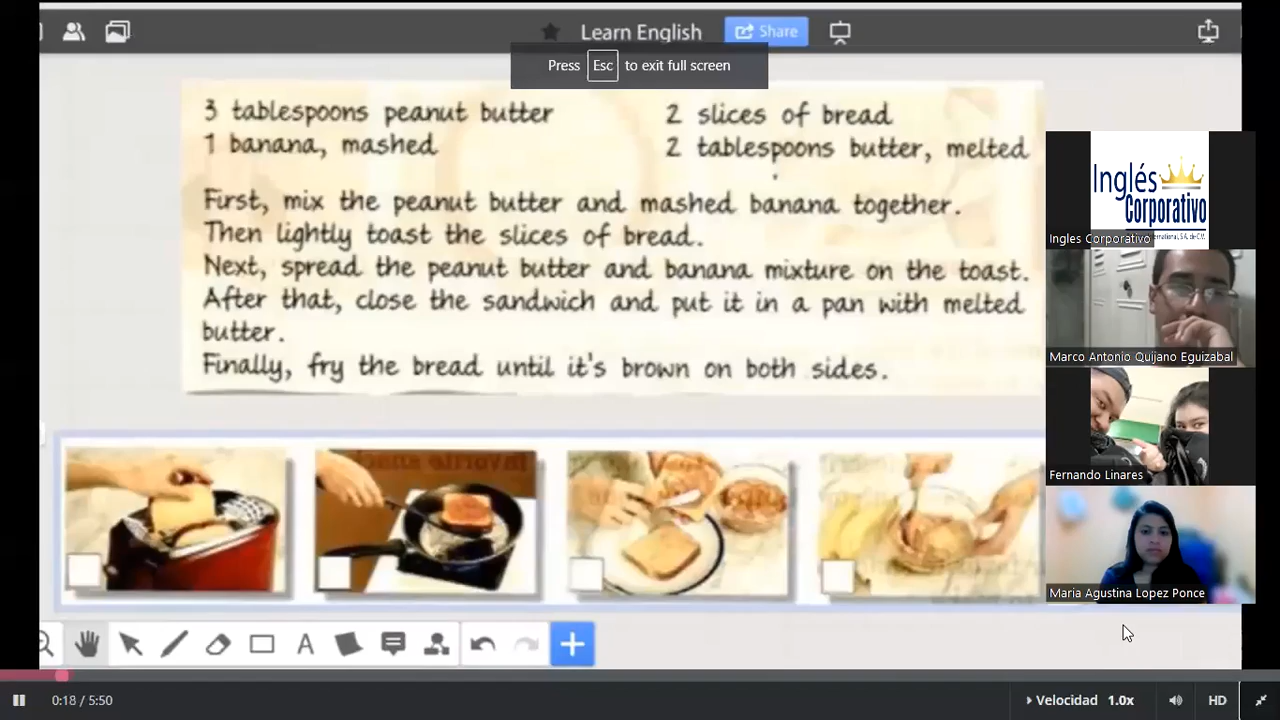 Learn English
Share
Press Esc to exit full screen
3 tablespoons peanut butter
2 slices of bread
1 banana, mashed
2 tablespoons butter, melted
First, mix the peanut butter and mashed banana together.
Then lightly toast the slices of bread.
Next, spread the peanut butter and banana mixture on the toast.
After that, close the sandwich and put it in a pan with melted
butter.
Finally, fry the bread until it's brown on both sides.
Inglés
Corporativo
Ingles Corporativo
Marco Antonio Quijano Eguizabal
Fernando Linares
Maria Agustina Lopez Ponce
A
0:18 / 5:50
Velocidad 1.0x
HD